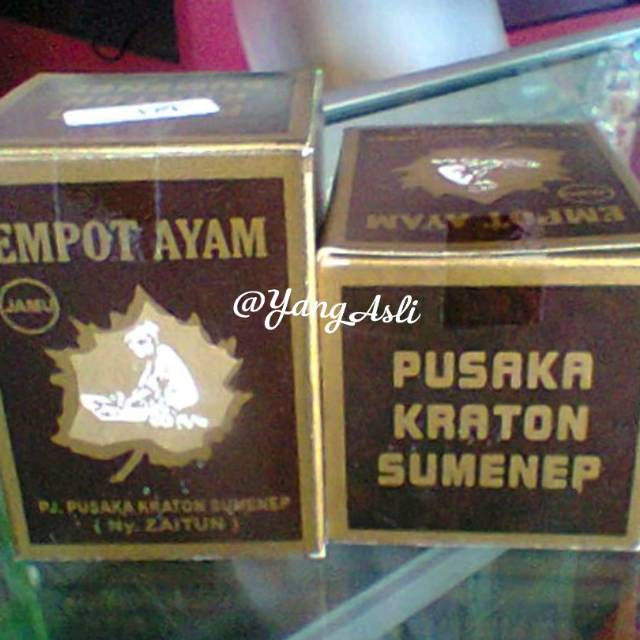 EMPOT AYAM
JAMU
PJ. PUSAKA KRATON SUMENEP
( Ny. ZAITUN )
@YangAsli
EMPOT AYAM
PUSAKA
KRATON
SUMENEP